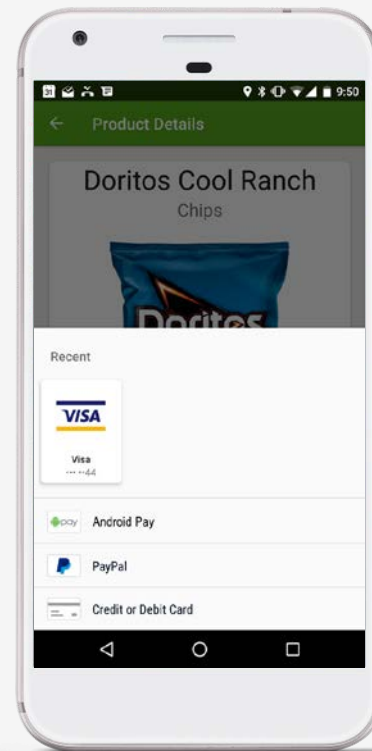 31 9:50
Product Details
Doritos Cool Ranch
Chips
Doritos
Recent
VISA
Visa
···· ··44
pay Android Pay
PayPal
Credit or Debit Card